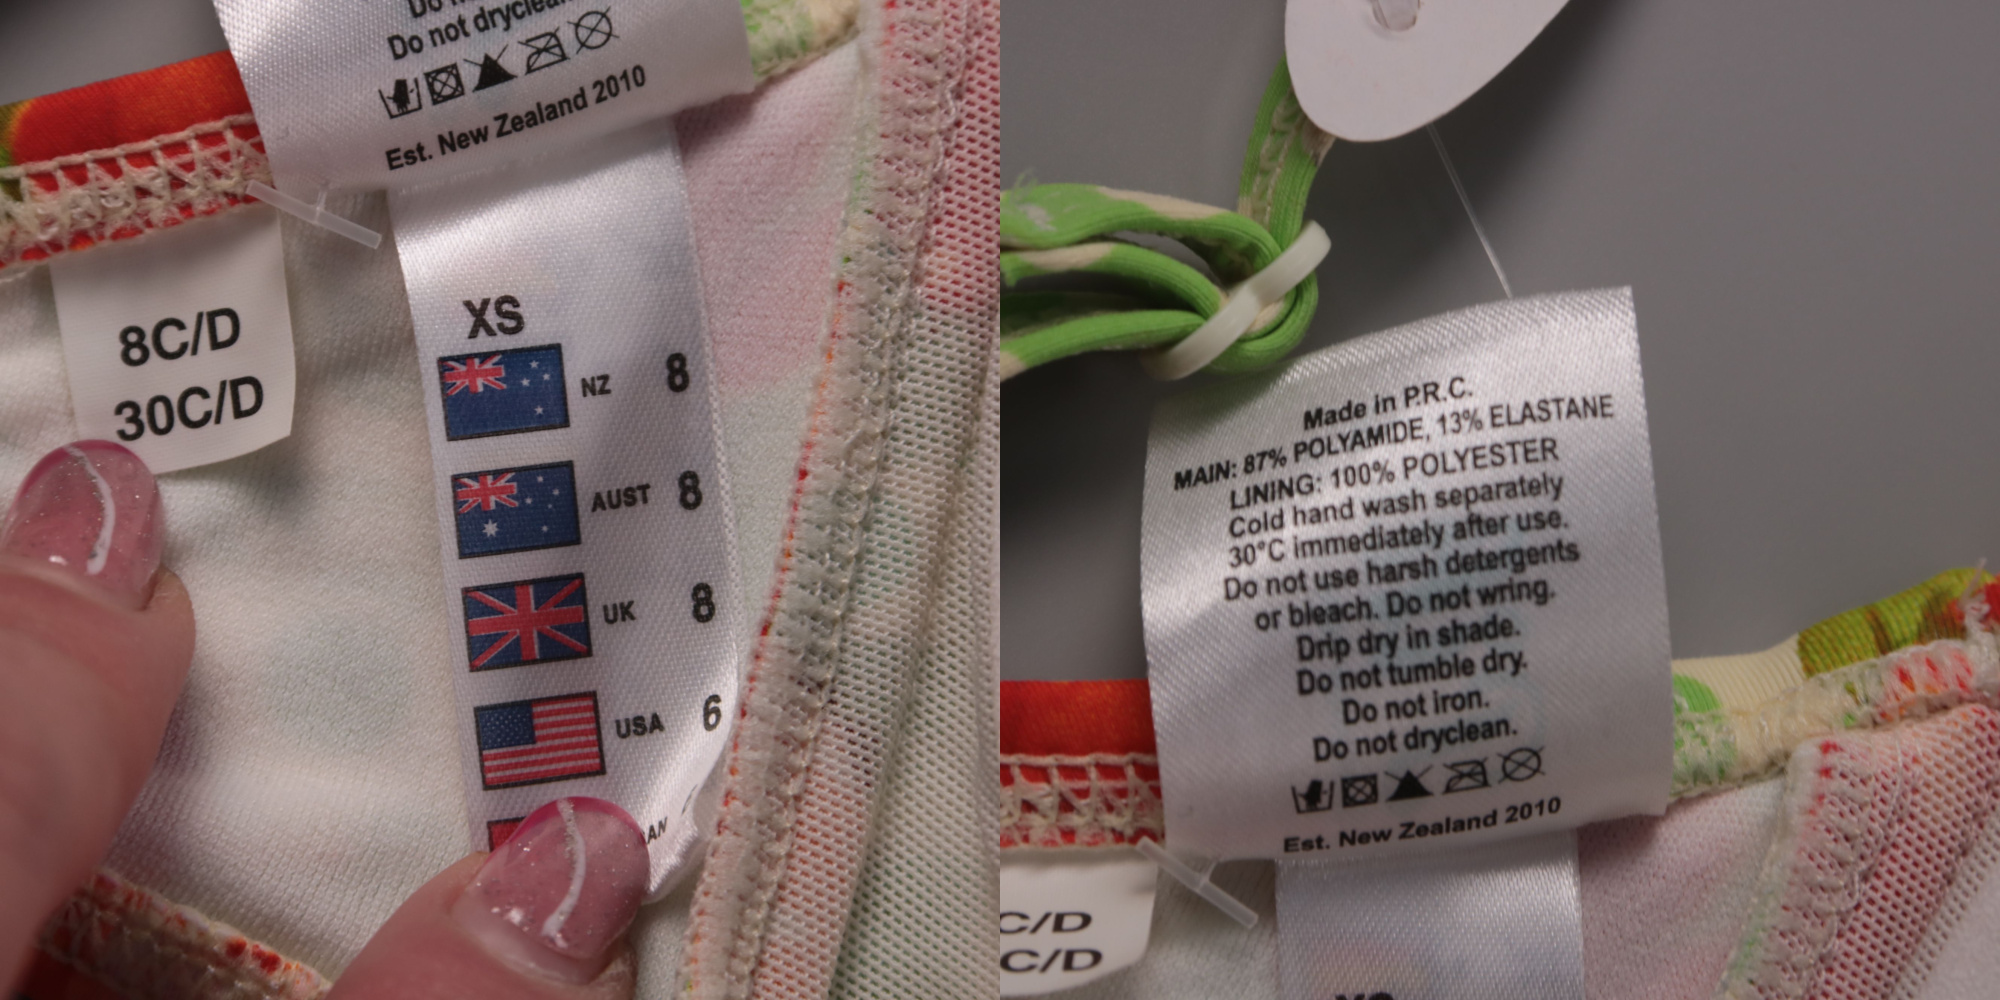 Do not dryclean.
Est. New Zealand 2010
8C/D
30C/D
XS
NZ 8
AUST 8
UK 8
USA 6
AN
Made in P.R.C.
MAIN: 87% POLYAMIDE, 13% ELASTANE
LINING: 100% POLYESTER
Cold hand wash separately
30°C immediately after use.
Do not use harsh detergents
or bleach. Do not wring.
Drip dry in shade.
Do not tumble dry.
Do not iron.
Do not dryclean.
Est. New Zealand 2010
C/D
C/D
XS